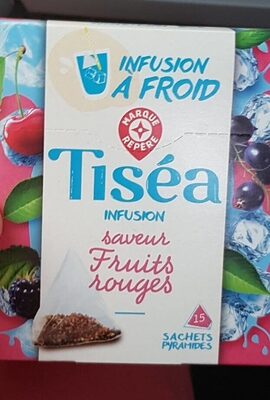 INFUSION
À FROID
MARQUE
REPÈRE
Tiséa
INFUSION
saveur
Fruits
rouges
15
SACHETS
PYRAMIDES